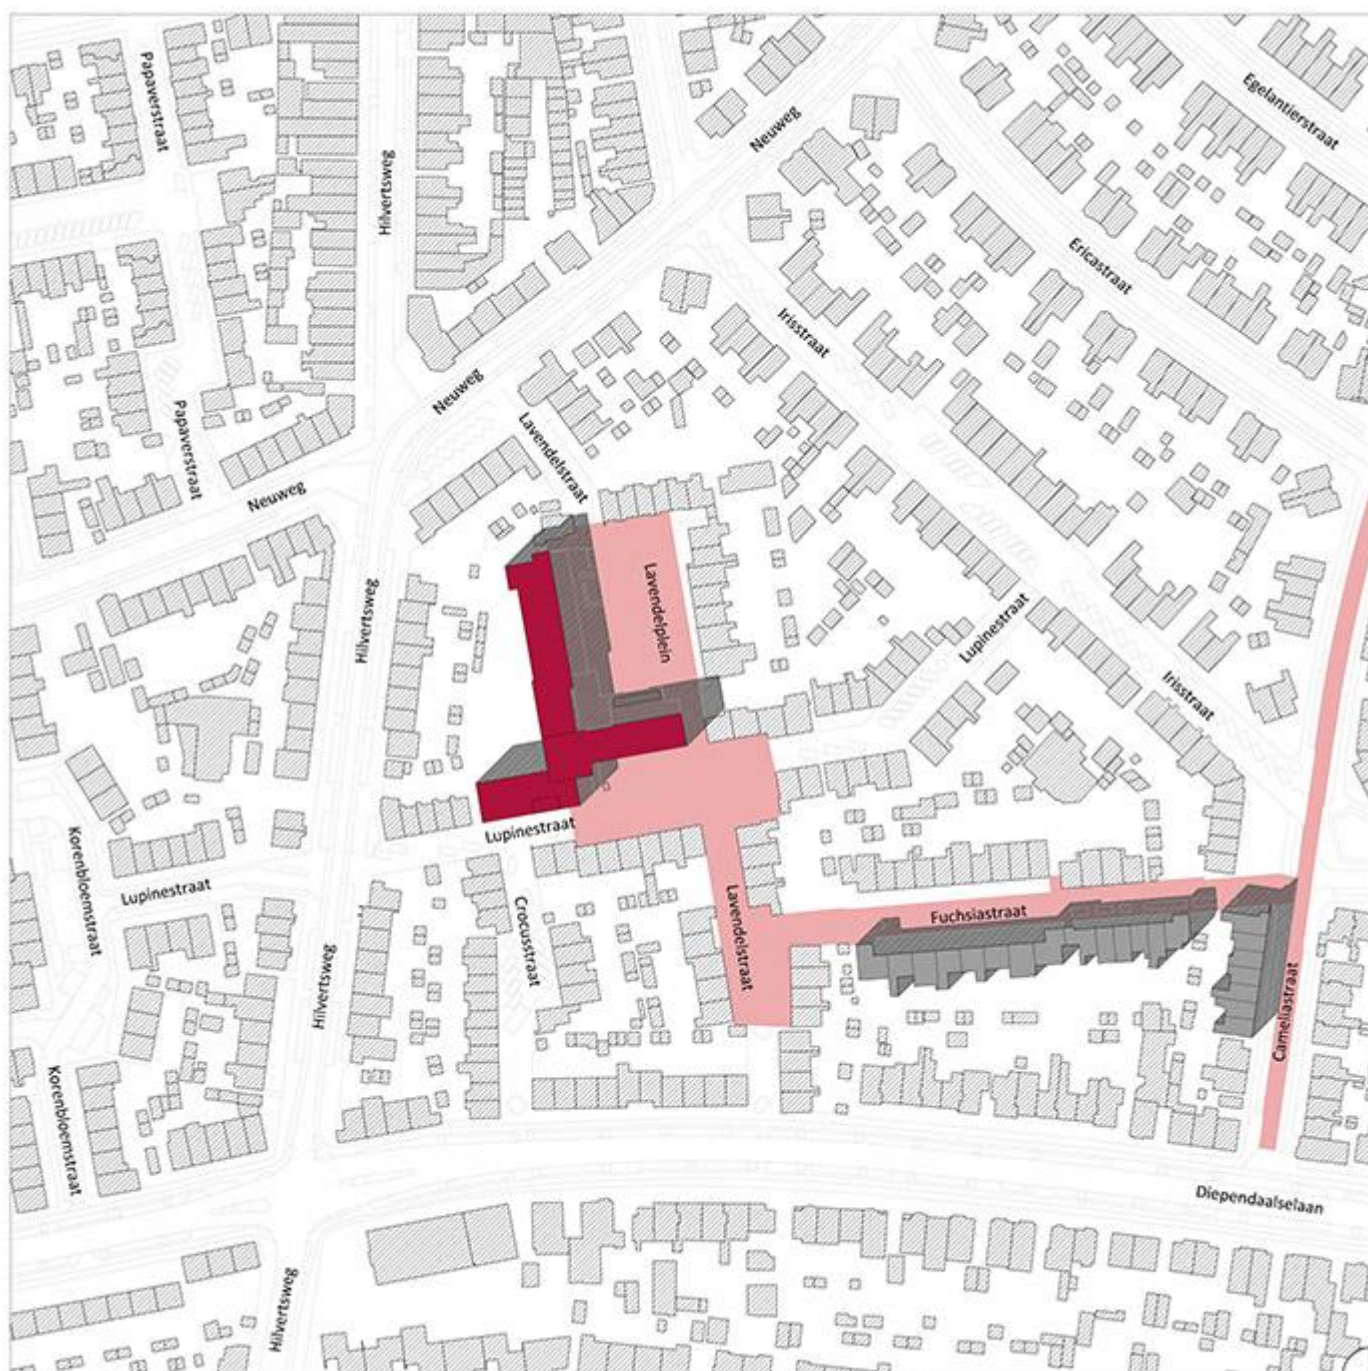 Papaverstraat
Hilvertsweg
Neuweg
Egelantierstraat
Ericastraat
Irisstraat
Neuweg
Papaverstraat
Lavendelstraat
Neuweg
Hilvertsweg
Lavendelplein
Lupinestraat
Irisstraat
Lupinestraat
Korenbloemstraat
Lupinestraat
Crocusstraat
Lavendelstraat
Fuchsiastraat
Hilvertsweg
Cameliastraat
Korenbloemstraat
Diependaalselaan
Hilvertsweg